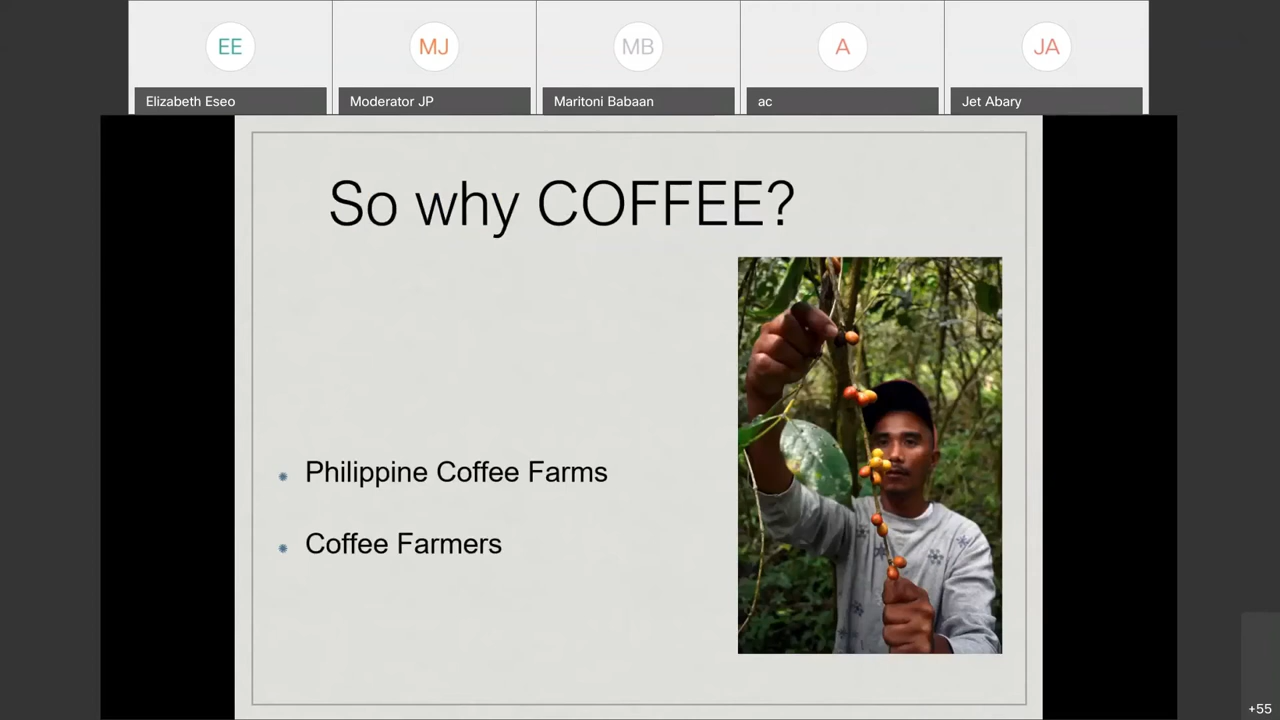 EE
MJ
MB
A
JA
Elizabeth Eseo
Moderator JP
Maritoni Babaan
ac
Jet Abary
So why COFFEE?
Philippine Coffee Farms
Coffee Farmers
+55